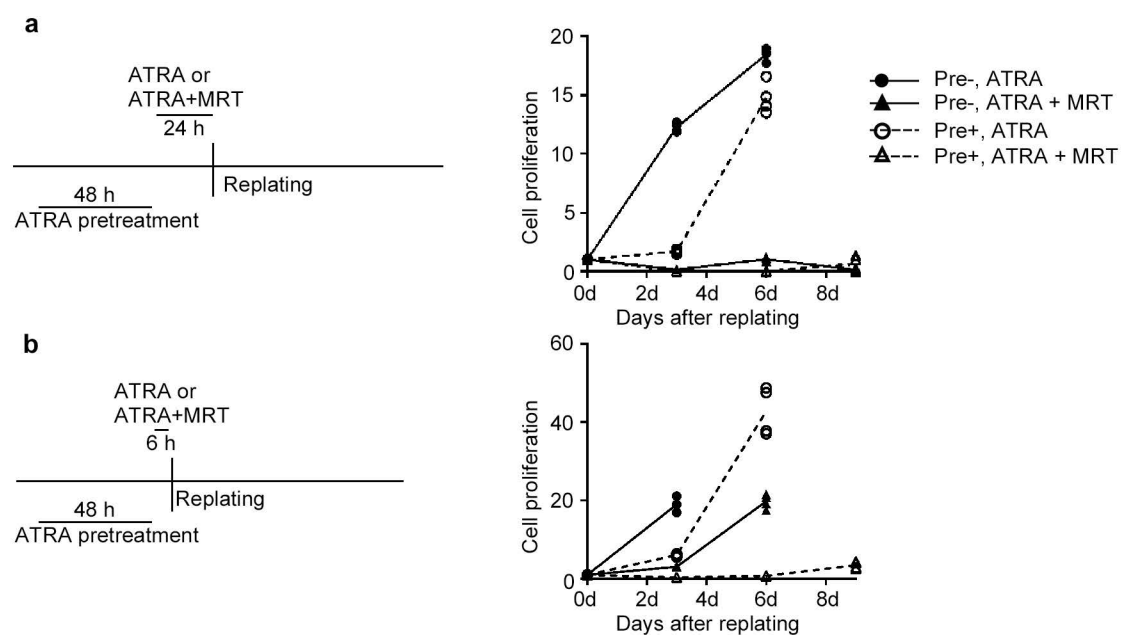 a
ATRA or
ATRA+MRT
24 h
Replating
48 h
ATRA pretreatment
Cell proliferation
20
15
10
5
0
0d 2d 4d 6d 8d
Days after replating
Pre-, ATRA
Pre-, ATRA + MRT
Pre+, ATRA
Pre+, ATRA + MRT
b
ATRA or
ATRA+MRT
6 h
Replating
48 h
ATRA pretreatment
Cell proliferation
60
40
20
0
0d 2d 4d 6d 8d
Days after replating